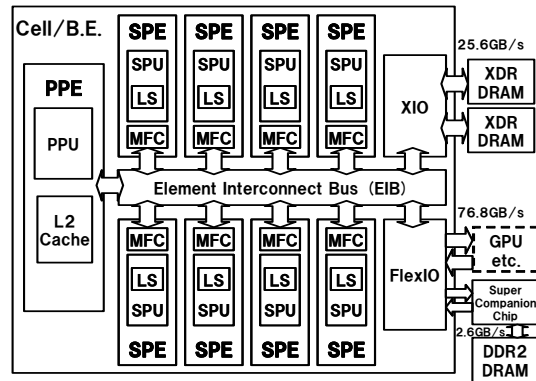 Cell/B.E.
SPE SPE SPE SPE
SPU SPU SPU SPU
LS LS LS LS
MFC MFC MFC MFC
PPE
PPU
L2
Cache
XIO
25.6GB/s
XDR
DRAM
XDR
DRAM
Element Interconnect Bus (EIB)
MFC MFC MFC MFC
LS LS LS LS
SPU SPU SPU SPU
SPE SPE SPE SPE
FlexIO
76.8GB/s
GPU
etc.
Super
Companion
Chip
2.6GB/s
DDR2
DRAM